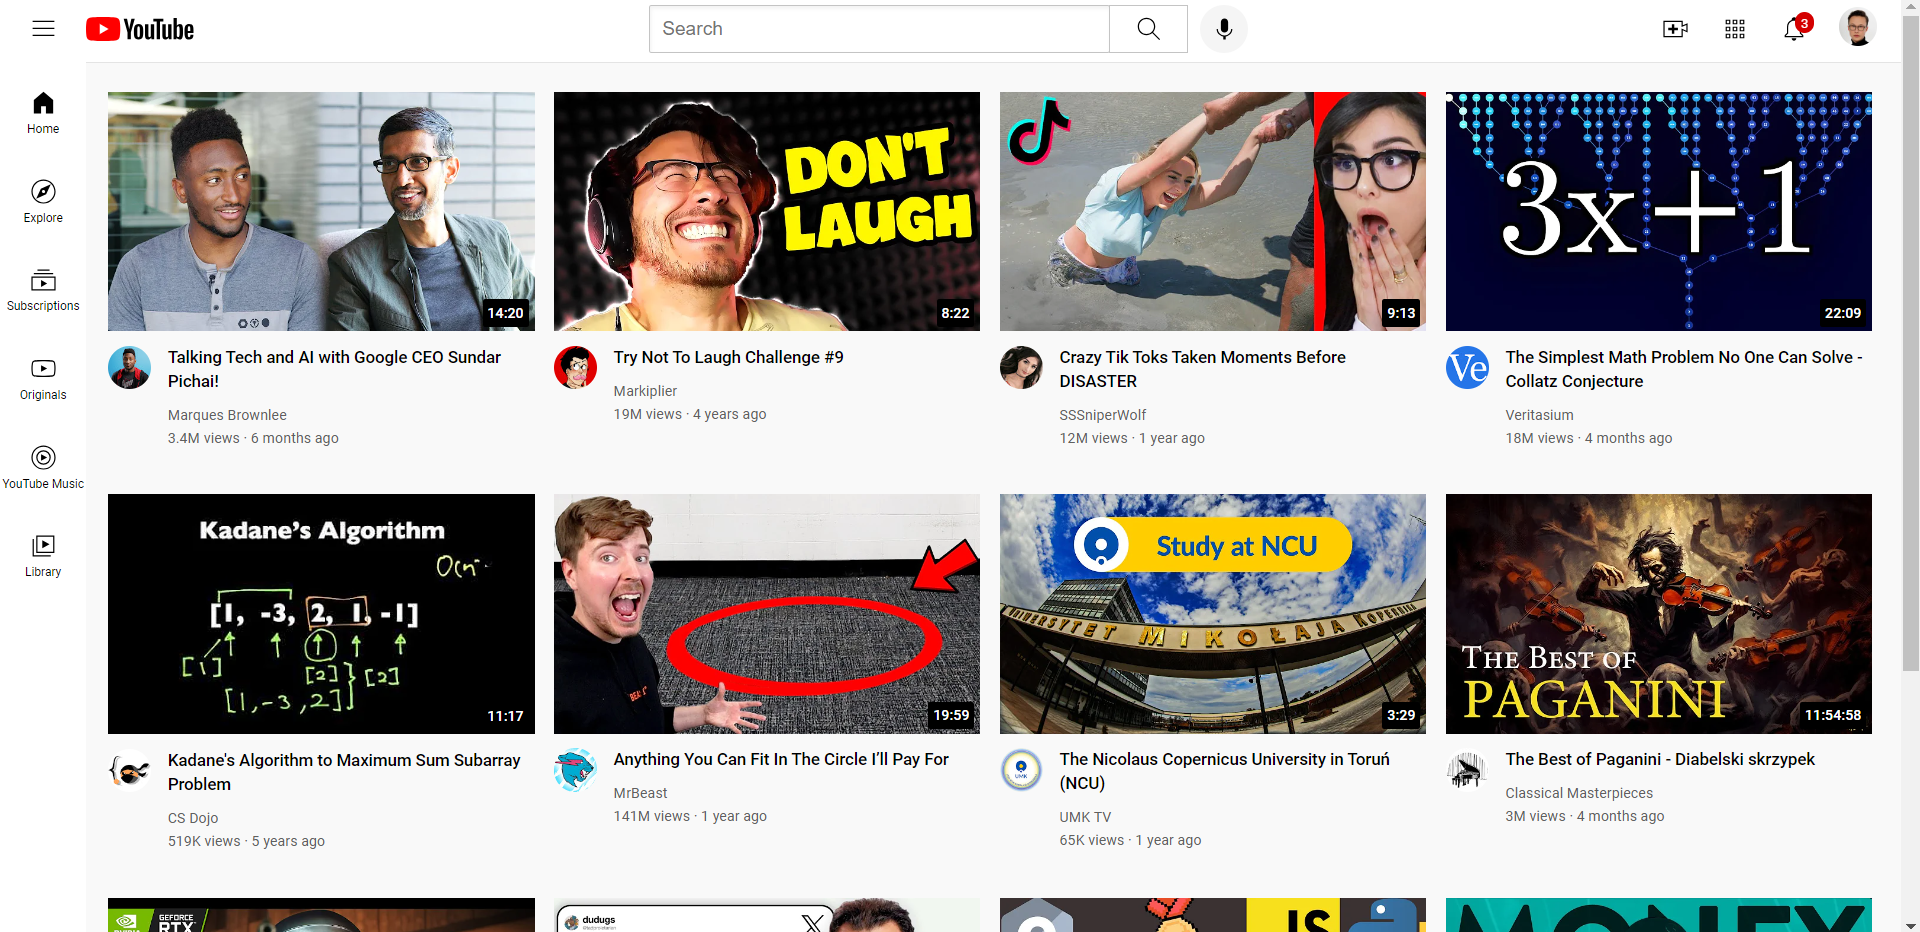 YouTube
Search
3
Home
Explore
Subscriptions
Originals
YouTube Music
Library
14:20
DON'T
LAUGH
8:22
9:13
3x+1
22:09
Talking Tech and AI with Google CEO Sundar
Pichai!
Marques Brownlee
3.4M views · 6 months ago
Try Not To Laugh Challenge #9
Markiplier
19M views · 4 years ago
Crazy Tik Toks Taken Moments Before
DISASTER
SSSniperWolf
12M views · 1 year ago
Ve
The Simplest Math Problem No One Can Solve -
Collatz Conjecture
Veritasium
18M views · 4 months ago
Kadane's Algorithm
O(n
[1, -3, 2, 1, -1]
[1]
[2]
[2]
[1,-3,2]
11:17
19:59
Study at NCU
UNIWERSYTET MIKOŁAJA KOPERNIKA
3:29
THE BEST OF
PAGANINI
11:54:58
Kadane's Algorithm to Maximum Sum Subarray
Problem
CS Dojo
519K views · 5 years ago
Anything You Can Fit In The Circle I'll Pay For
MrBeast
141M views · 1 year ago
UMK
The Nicolaus Copernicus University in Toruń
(NCU)
UMK TV
65K views · 1 year ago
The Best of Paganini - Diabelski skrzypek
Classical Masterpieces
3M views · 4 months ago
GEFORCE
RTX
dudugs
JS
MONEY